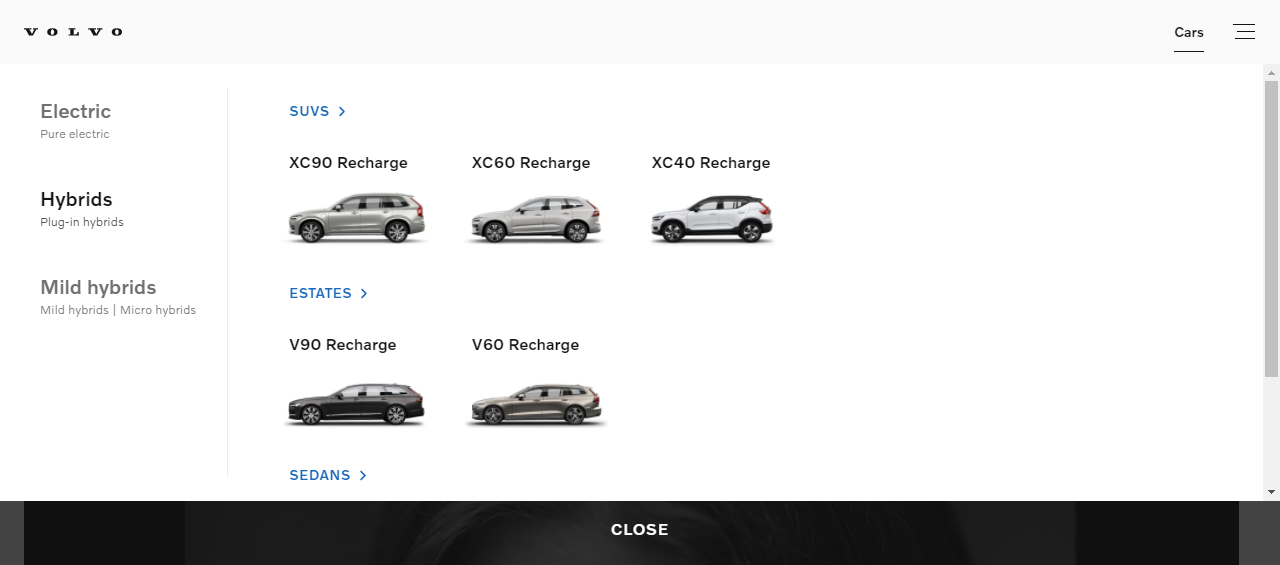 VOLVO
Cars
Electric
Pure electric
Hybrids
Plug-in hybrids
Mild hybrids
Mild hybrids | Micro hybrids
SUVS
XC90 Recharge
XC60 Recharge
XC40 Recharge
ESTATES
V90 Recharge
V60 Recharge
SEDANS
CLOSE